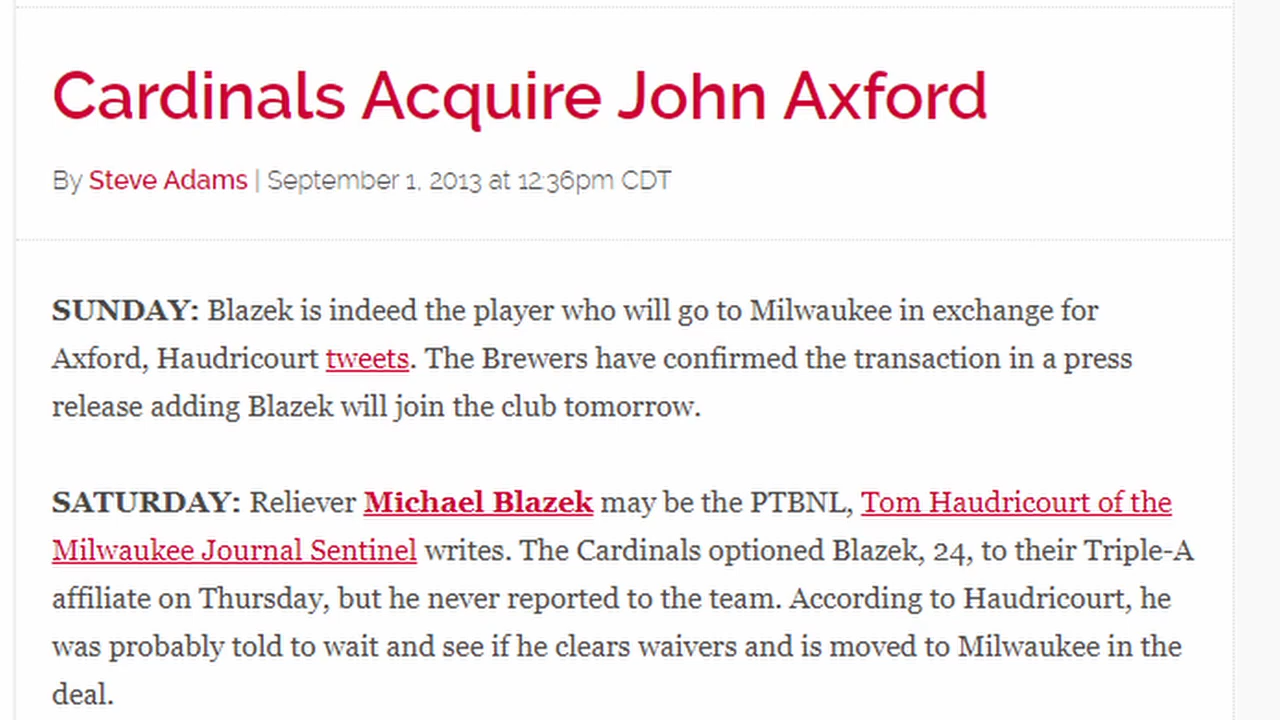 Cardinals Acquire John Axford
By Steve Adams | September 1, 2013 at 12:36pm CDT
SUNDAY: Blazek is indeed the player who will go to Milwaukee in exchange for
Axford, Haudricourt tweets. The Brewers have confirmed the transaction in a press
release adding Blazek will join the club tomorrow.
SATURDAY: Reliever Michael Blazek may be the PTBNL, Tom Haudricourt of the
Milwaukee Journal Sentinel writes. The Cardinals optioned Blazek, 24, to their Triple-A
affiliate on Thursday, but he never reported to the team. According to Haudricourt, he
was probably told to wait and see if he clears waivers and is moved to Milwaukee in the
deal.